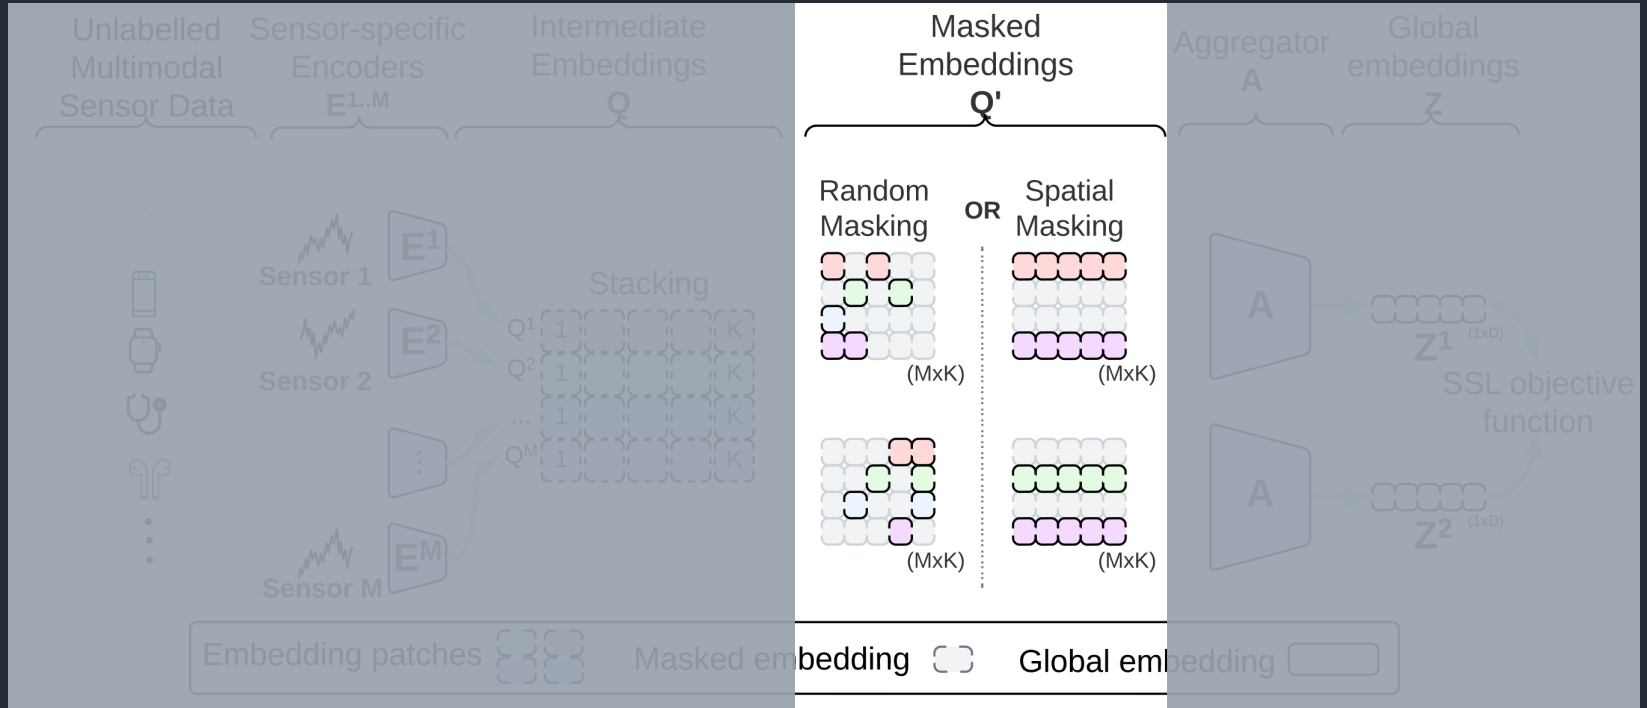 Unlabelled
Multimodal
Sensor Data
Sensor-specific
Encoders
E1..M
Intermediate
Embeddings
Q
Masked
Embeddings
Q'
Aggregator
A
Global
embeddings
Z
Random
Masking
OR
Spatial
Masking
Sensor 1
E1
Sensor 2
E2
Sensor M
EM
Stacking
Q1 1 K
Q2 1 K
... 1 K
QM 1 K
(MxK)
(MxK)
(MxK)
(MxK)
A
Z1 (1xD)
SSL objective
function
A
Z2 (1xD)
Embedding patches
Masked embedding
Global embedding